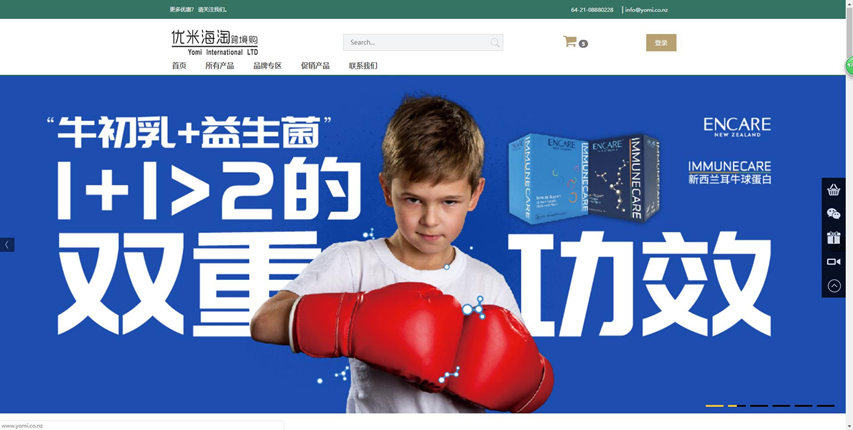 更多优惠？ 请关注我们。
64-21-08880228
info@yomi.co.nz
优米海淘跨境购
Yomi International LTD
Search...
5
登录
首页 所有产品 品牌专区 促销产品 联系我们
“牛初乳+益生菌”
1+1>2的
双重 功效
ENCARE
NEW ZEALAND
IMMUNECARE
新西兰耳牛球蛋白
ENCARE
IMMUNECARE
ENCARE
IMMUNECARE
www.yomi.co.nz